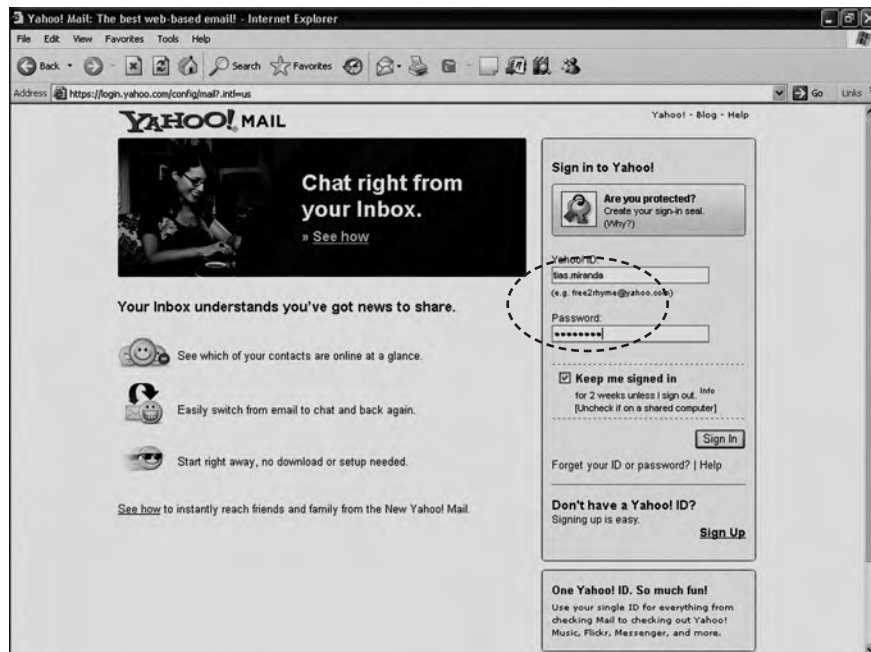 Yahoo! Mail: The best web-based email! - Internet Explorer
File Edit View Favorites Tools Help
Back Search Favorites
Address https://login.yahoo.com/config/mail?.intl=us Go Links
YAHOO! MAIL
Yahoo! - Blog - Help
Chat right from
your Inbox.
» See how
Your Inbox understands you've got news to share.
See which of your contacts are online at a glance.
Easily switch from email to chat and back again.
Start right away, no download or setup needed.
See how to instantly reach friends and family from the New Yahoo! Mail.
Sign in to Yahoo!
Are you protected?
Create your sign-in seal.
(Why?)
Yahoo! ID:
tias.miranda
(e.g. free2rhyme@yahoo.com)
Password:
••••••••
Keep me signed in
for 2 weeks unless I sign out. Info
[Uncheck if on a shared computer]
Sign In
Forget your ID or password? | Help
Don't have a Yahoo! ID?
Signing up is easy.
Sign Up
One Yahoo! ID. So much fun!
Use your single ID for everything from
checking Mail to checking out Yahoo!
Music, Flickr, Messenger, and more.